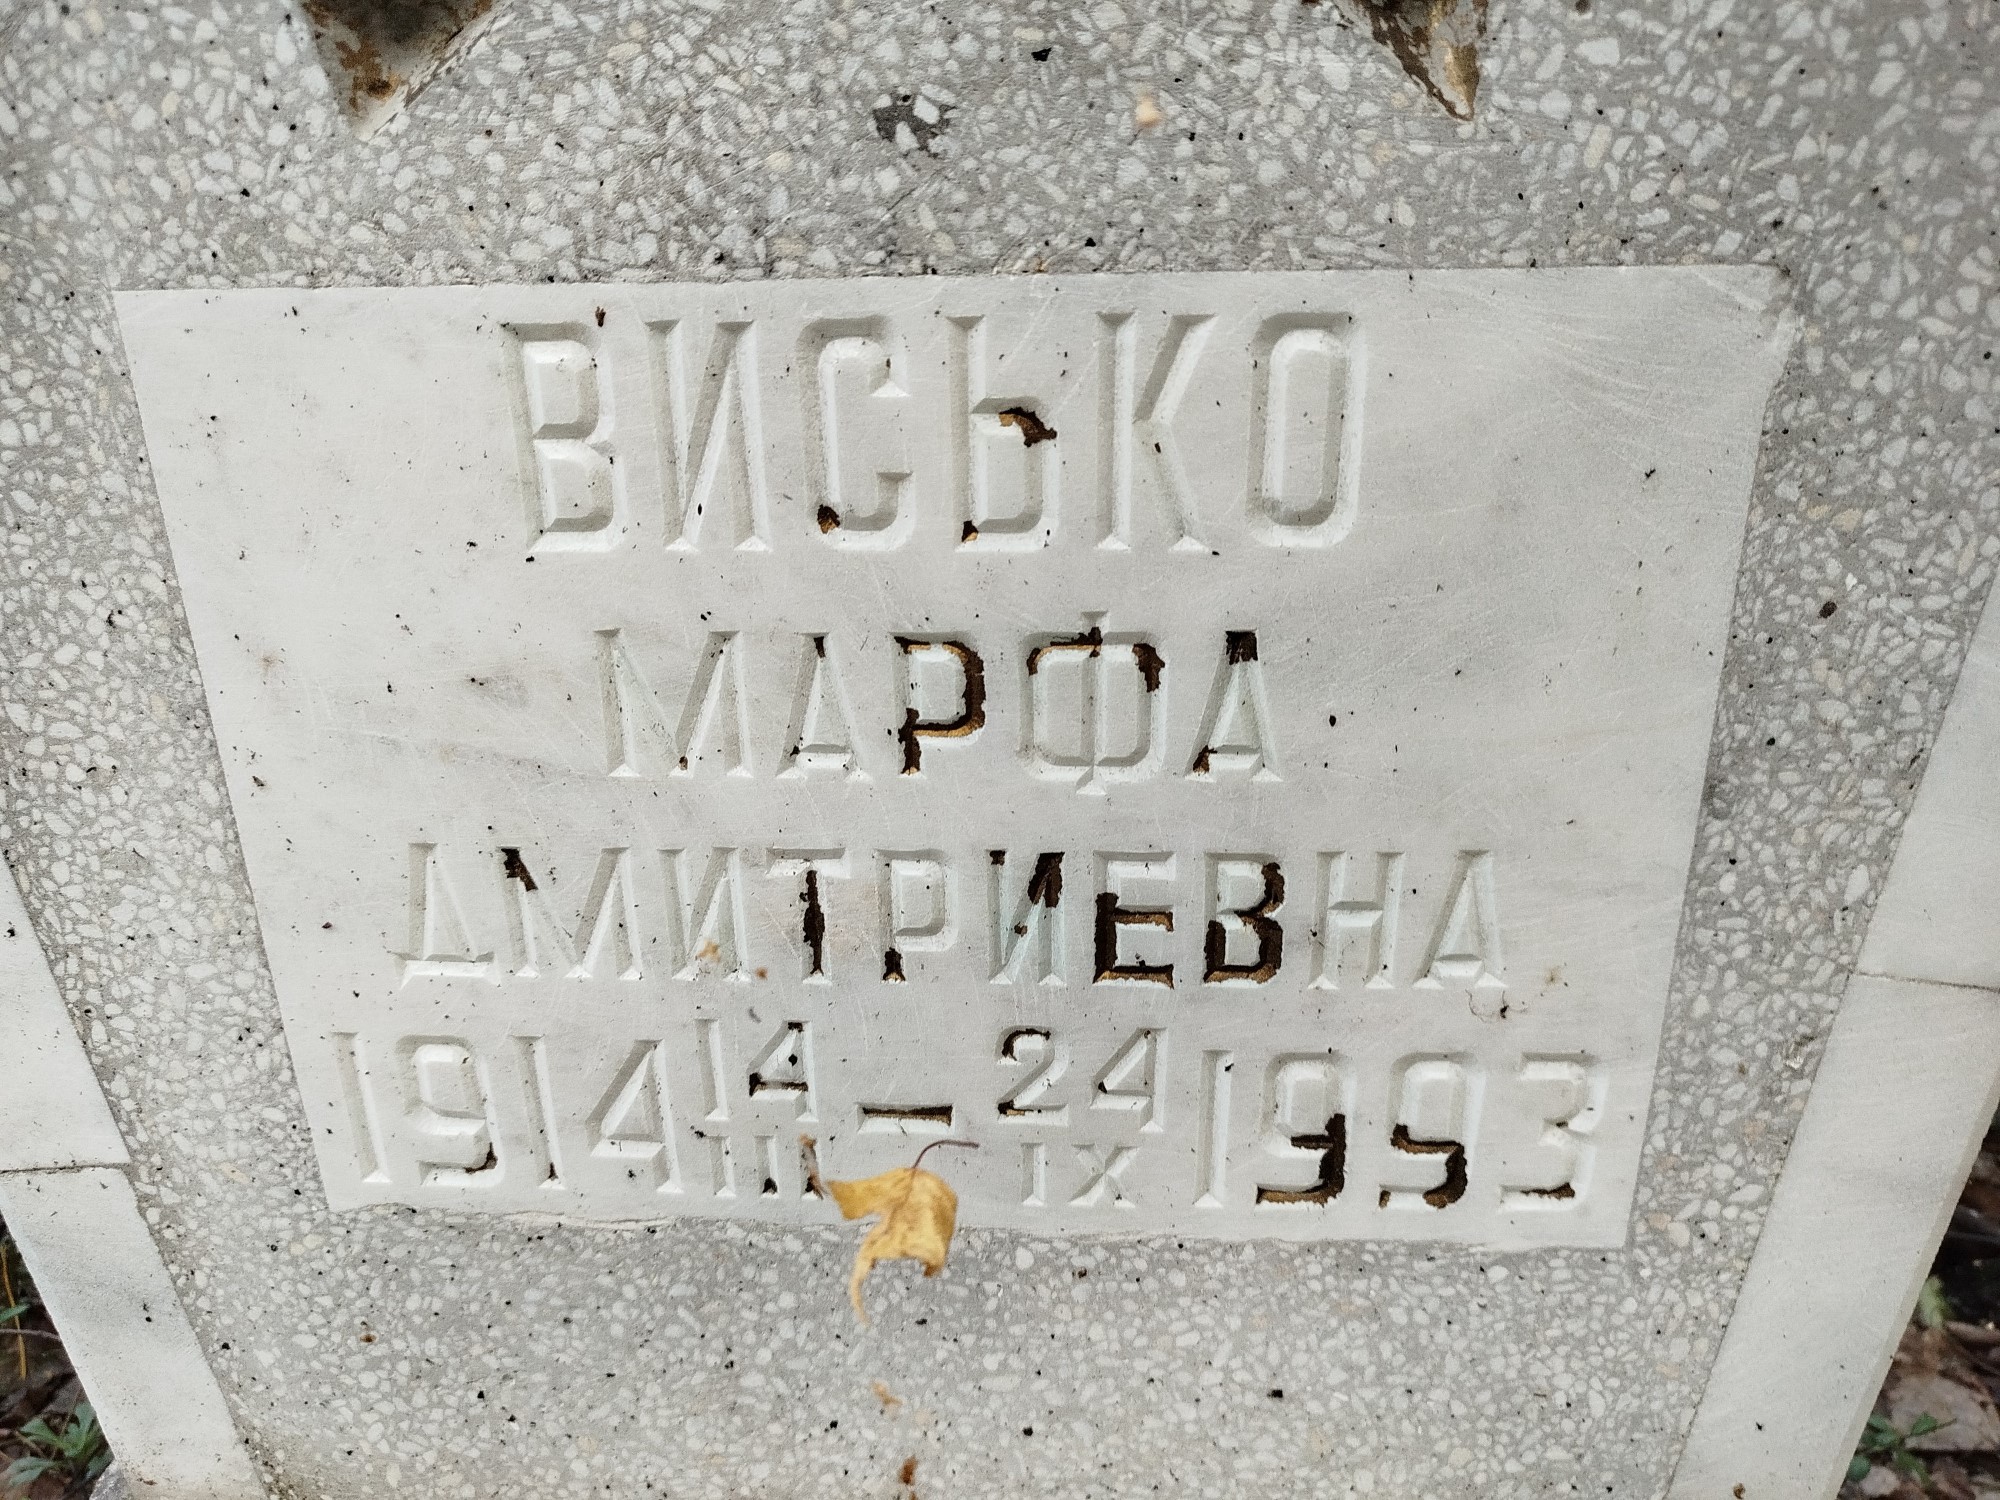 ВИСЬКО
МАРФА
ДМИТРИЕВНА
1914 14/III – 24/IX 1993